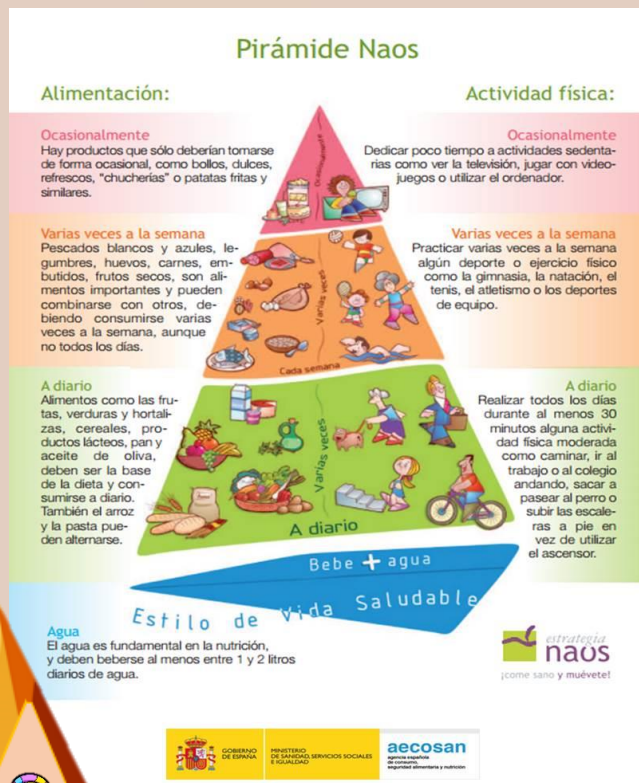 Pirámide Naos
Alimentación:
Ocasionalmente
Hay productos que sólo deberían tomarse
de forma ocasional, como bollos, dulces,
refrescos, “chucherías” o patatas fritas y
similares.
Varias veces a la semana
Pescados blancos y azules, le-
gumbres, huevos, carnes, em-
butidos, frutos secos, son ali-
mentos importantes y pueden
combinarse con otros, de-
biendo consumirse varias
veces a la semana, aunque
no todos los días.
A diario
Alimentos como las fru-
tas, verduras y hortali-
zas, cereales, pro-
ductos lácteos, pan y
aceite de oliva,
deben ser la base
de la dieta y con-
sumirse a diario.
También el arroz
y la pasta pue-
den alternarse.
Agua
El agua es fundamental en la nutrición,
y deben beberse al menos entre 1 y 2 litros
diarios de agua.
Actividad física:
Ocasionalmente
Dedicar poco tiempo a actividades sedenta-
rias como ver la televisión, jugar con video-
juegos o utilizar el ordenador.
Varias veces a la semana
Practicar varias veces a la semana
algún deporte o ejercicio físico
como la gimnasia, la natación, el
tenis, el atletismo o los deportes
de equipo.
A diario
Realizar todos los días
durante al menos 30
minutos alguna activi-
dad física moderada
como caminar, ir al
trabajo o al colegio
andando, sacar a
pasear al perro o
subir las escale-
ras a pie en
vez de utilizar
el ascensor.
Ocasionalmente
Varias veces
Cada semana
Varias veces
A diario
Bebe + agua
Estilo de Vida Saludable
estrategia
naos
¡come sano y muévete!
GOBIERNO
DE ESPAÑA
MINISTERIO
DE SANIDAD, SERVICIOS SOCIALES
E IGUALDAD
aecosan
agencia española
de consumo,
seguridad alimentaria y nutrición